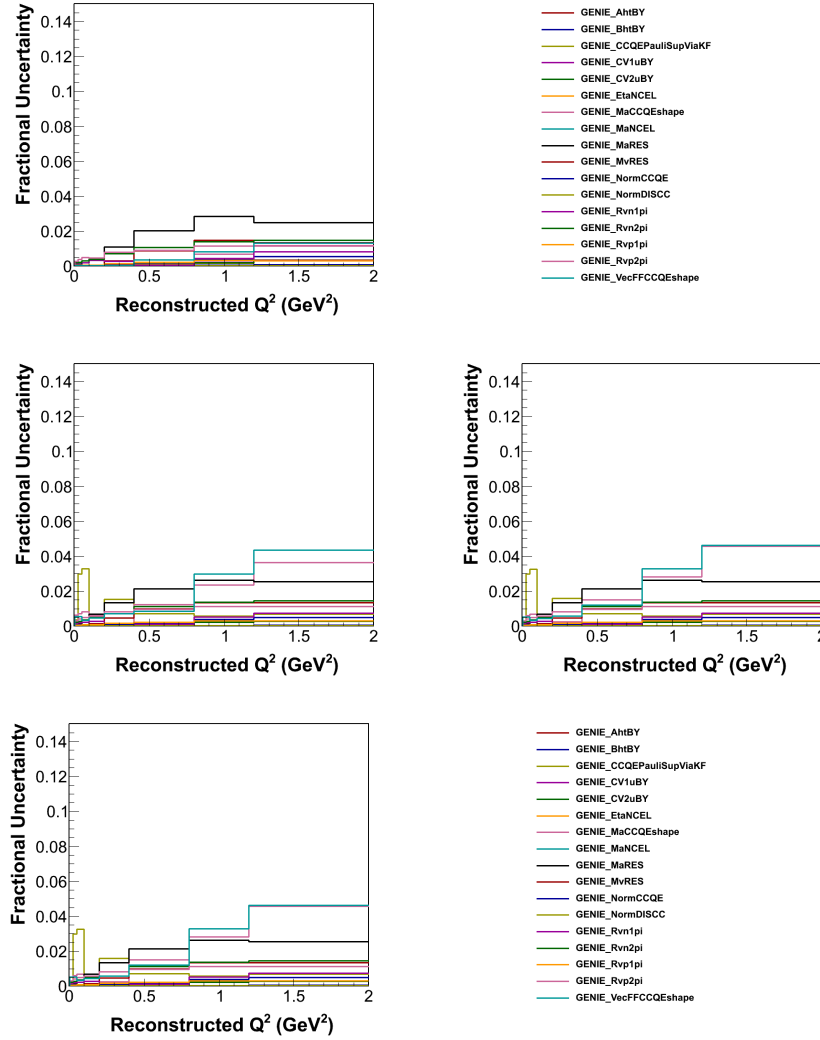 Fractional Uncertainty
0.14
0.12
0.1
0.08
0.06
0.04
0.02
0
0 0.5 1 1.5 2
Reconstructed Q² (GeV²)
GENIE_AhtBY
GENIE_BhtBY
GENIE_CCQEPauliSupViaKF
GENIE_CV1uBY
GENIE_CV2uBY
GENIE_EtaNCEL
GENIE_MaCCQEshape
GENIE_MaNCEL
GENIE_MaRES
GENIE_MvRES
GENIE_NormCCQE
GENIE_NormDISCC
GENIE_Rvn1pi
GENIE_Rvn2pi
GENIE_Rvp1pi
GENIE_Rvp2pi
GENIE_VecFFCCQEshape
Fractional Uncertainty
0.14
0.12
0.1
0.08
0.06
0.04
0.02
0
0 0.5 1 1.5 2
Reconstructed Q² (GeV²)
Fractional Uncertainty
0.14
0.12
0.1
0.08
0.06
0.04
0.02
0
0 0.5 1 1.5 2
Reconstructed Q² (GeV²)
Fractional Uncertainty
0.14
0.12
0.1
0.08
0.06
0.04
0.02
0
0 0.5 1 1.5 2
Reconstructed Q² (GeV²)
GENIE_AhtBY
GENIE_BhtBY
GENIE_CCQEPauliSupViaKF
GENIE_CV1uBY
GENIE_CV2uBY
GENIE_EtaNCEL
GENIE_MaCCQEshape
GENIE_MaNCEL
GENIE_MaRES
GENIE_MvRES
GENIE_NormCCQE
GENIE_NormDISCC
GENIE_Rvn1pi
GENIE_Rvn2pi
GENIE_Rvp1pi
GENIE_Rvp2pi
GENIE_VecFFCCQEshape